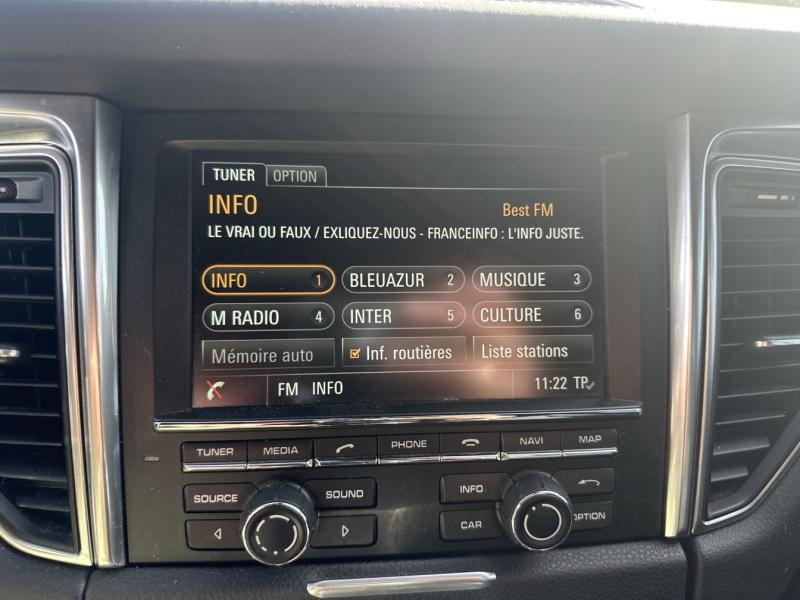 TUNER OPTION
INFO
Best FM
LE VRAI OU FAUX / EXLIQUEZ-NOUS - FRANCEINFO : L'INFO JUSTE.
INFO 1 BLEUAZUR 2 MUSIQUE 3
M RADIO 4 INTER 5 CULTURE 6
Mémoire auto Inf. routières Liste stations
FM INFO 11:22 TP
TUNER MEDIA PHONE NAVI MAP
SOURCE SOUND INFO
CAR OPTION